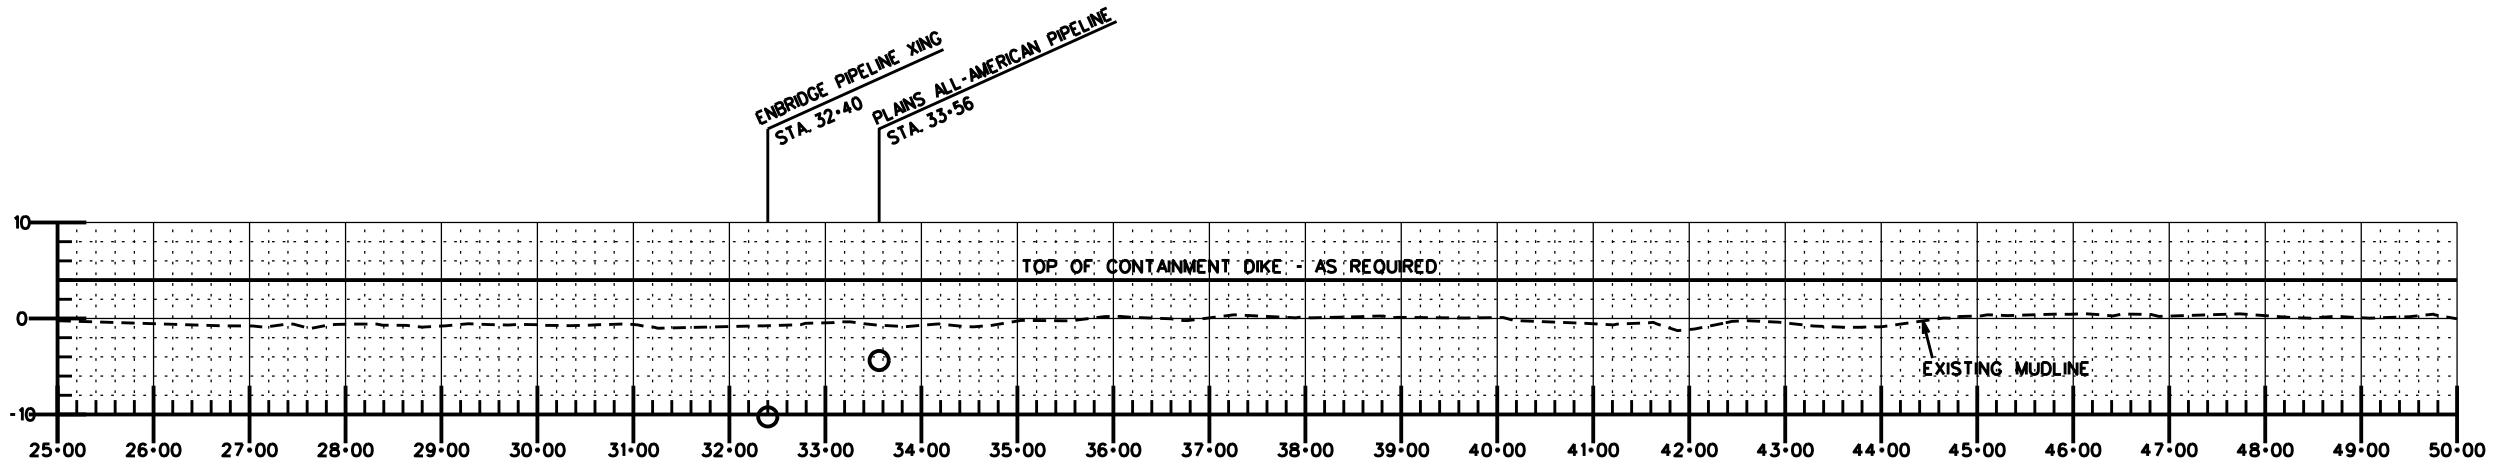 ENBRIDGE PIPELINE XING
STA. 32•40
PLAINS ALL-AMERICAN PIPELINE
STA. 33•56
10
TOP OF CONTAINMENT DIKE - AS REQUIRED
0
EXISTING MUDLINE
-10
25•00 26•00 27•00 28•00 29•00 30•00 31•00 32•00 33•00 34•00 35•00 36•00 37•00 38•00 39•00 40•00 41•00 42•00 43•00 44•00 45•00 46•00 47•00 48•00 49•00 50•00